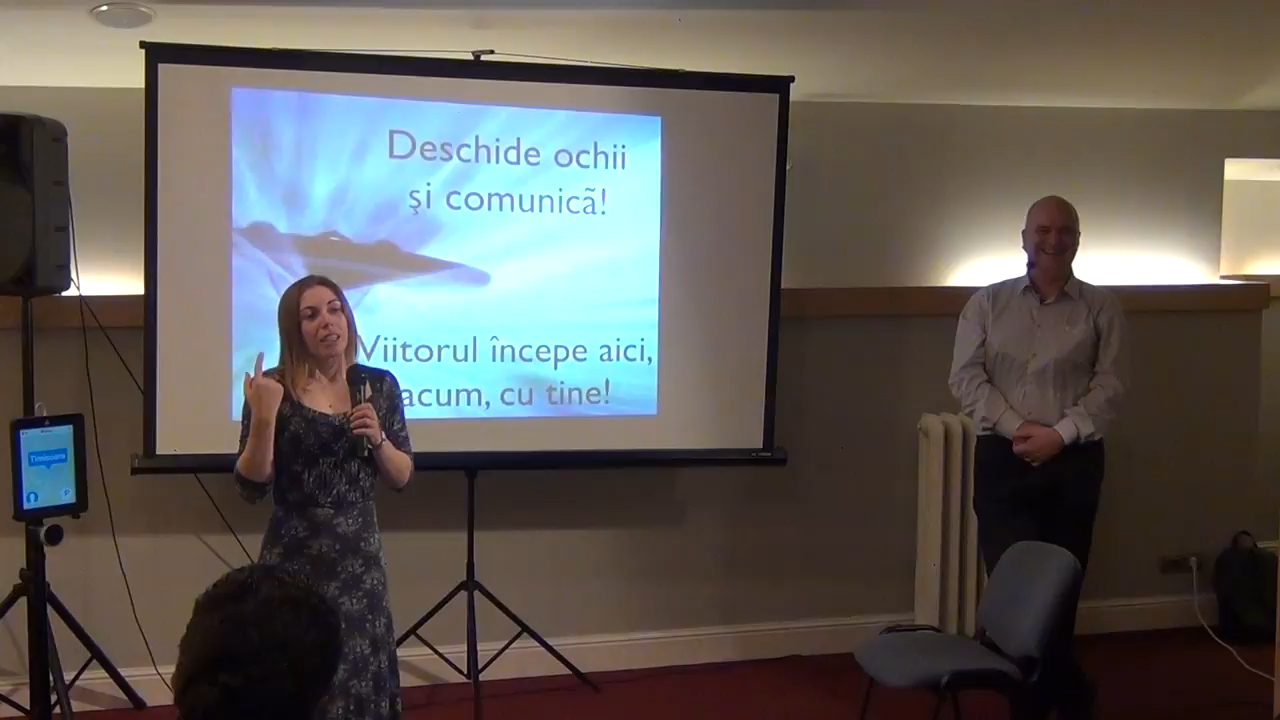 Deschide ochii
şi comunicã!
Viitorul începe aici,
acum, cu tine!
Timisoara